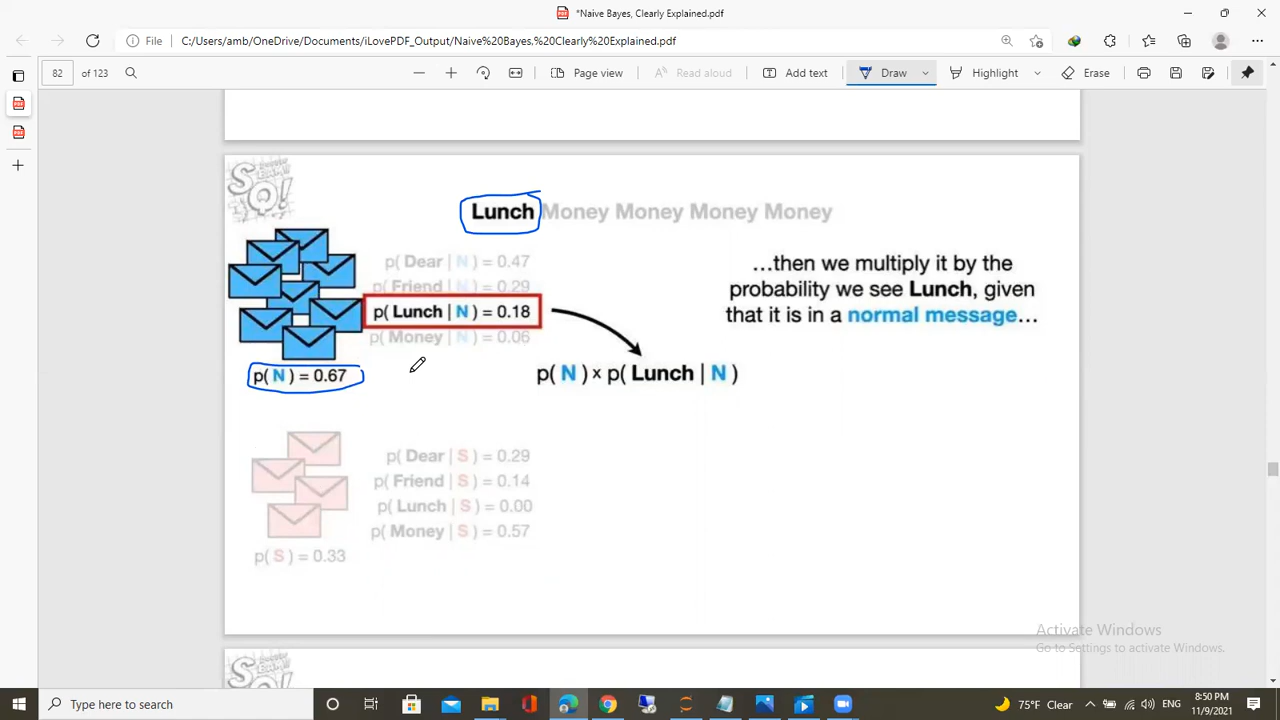 *Naive Bayes, Clearly Explained.pdf
File
C:/Users/amb/OneDrive/Documents/iLovePDF_Output/Naive%20Bayes,%20Clearly%20Explained.pdf
82 of 123
Page view
Read aloud
Add text
Draw
Highlight
Erase
Lunch Money Money Money Money
p( Dear | N ) = 0.47
p( Friend | N ) = 0.29
p( Lunch | N ) = 0.18
p( Money | N ) = 0.06
p( N ) = 0.67
p( N ) × p( Lunch | N )
…then we multiply it by the
probability we see Lunch, given
that it is in a normal message…
p( Dear | S ) = 0.29
p( Friend | S ) = 0.14
p( Lunch | S ) = 0.00
p( Money | S ) = 0.57
p( S ) = 0.33
Activate Windows
Go to Settings to activate Windows.
Type here to search
75°F Clear
ENG
8:50 PM
11/9/2021